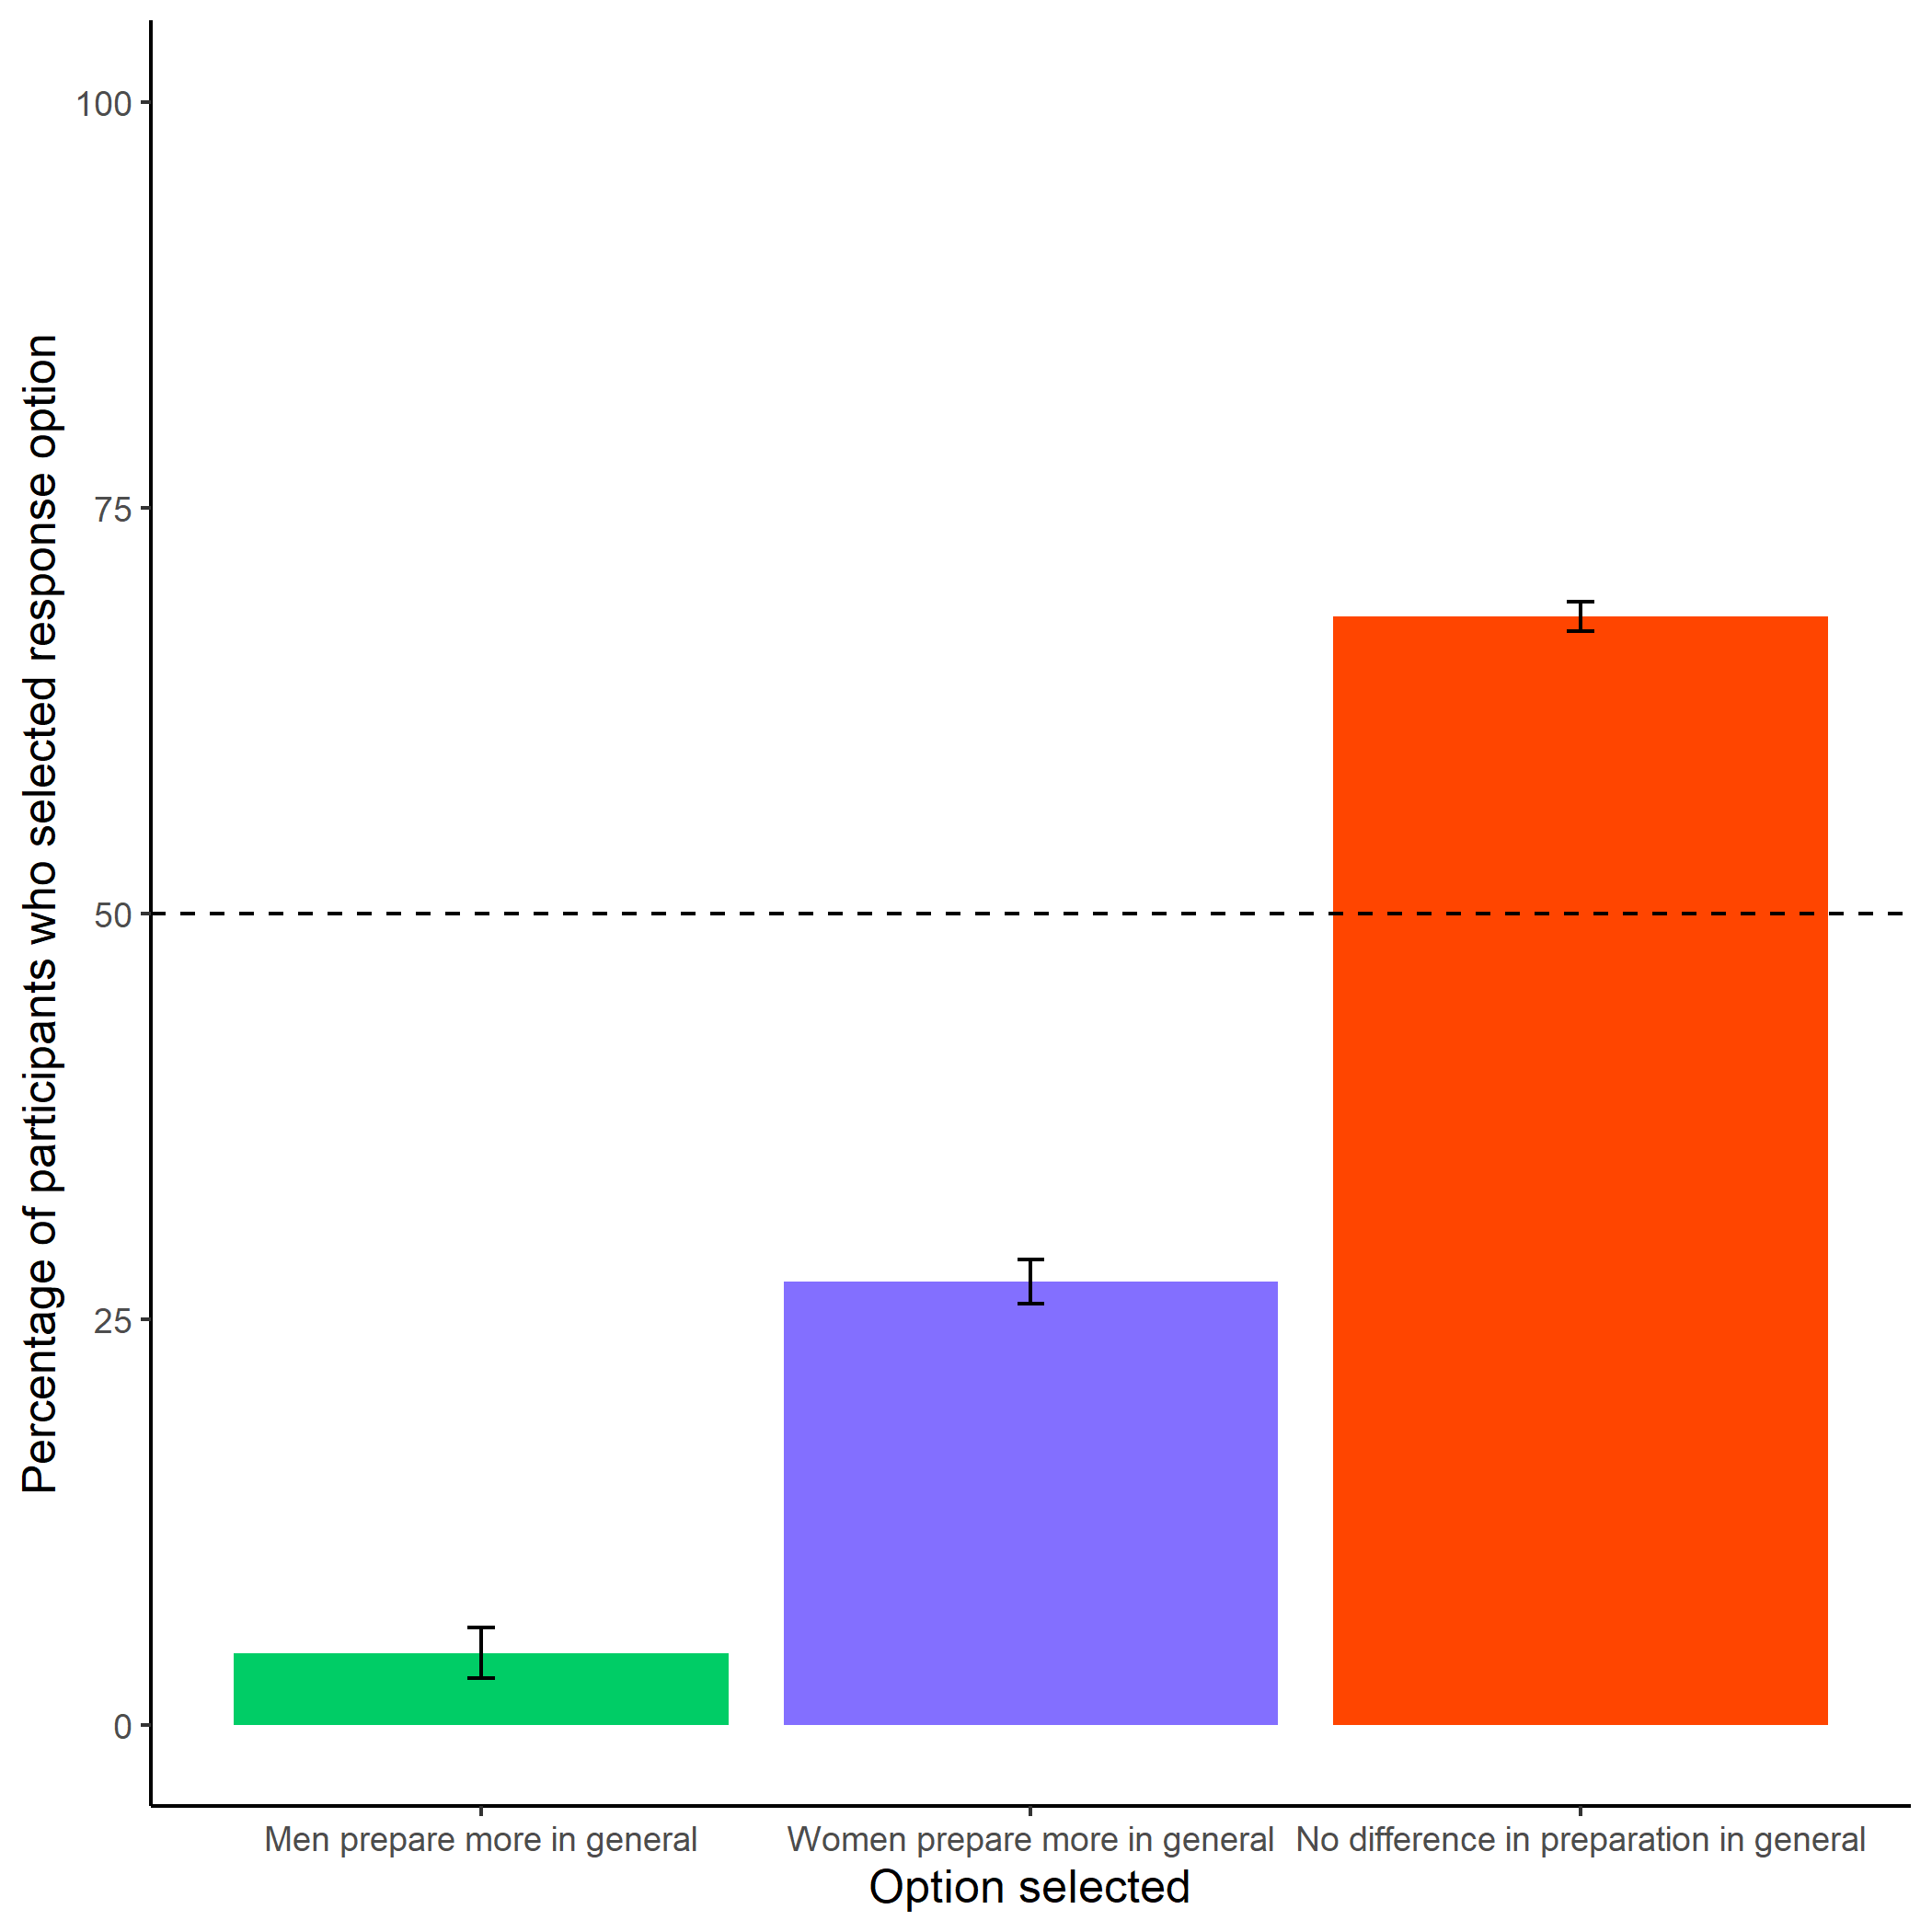 Percentage of participants who selected response option
100
75
50
25
0
Men prepare more in general
Women prepare more in general
No difference in preparation in general
Option selected